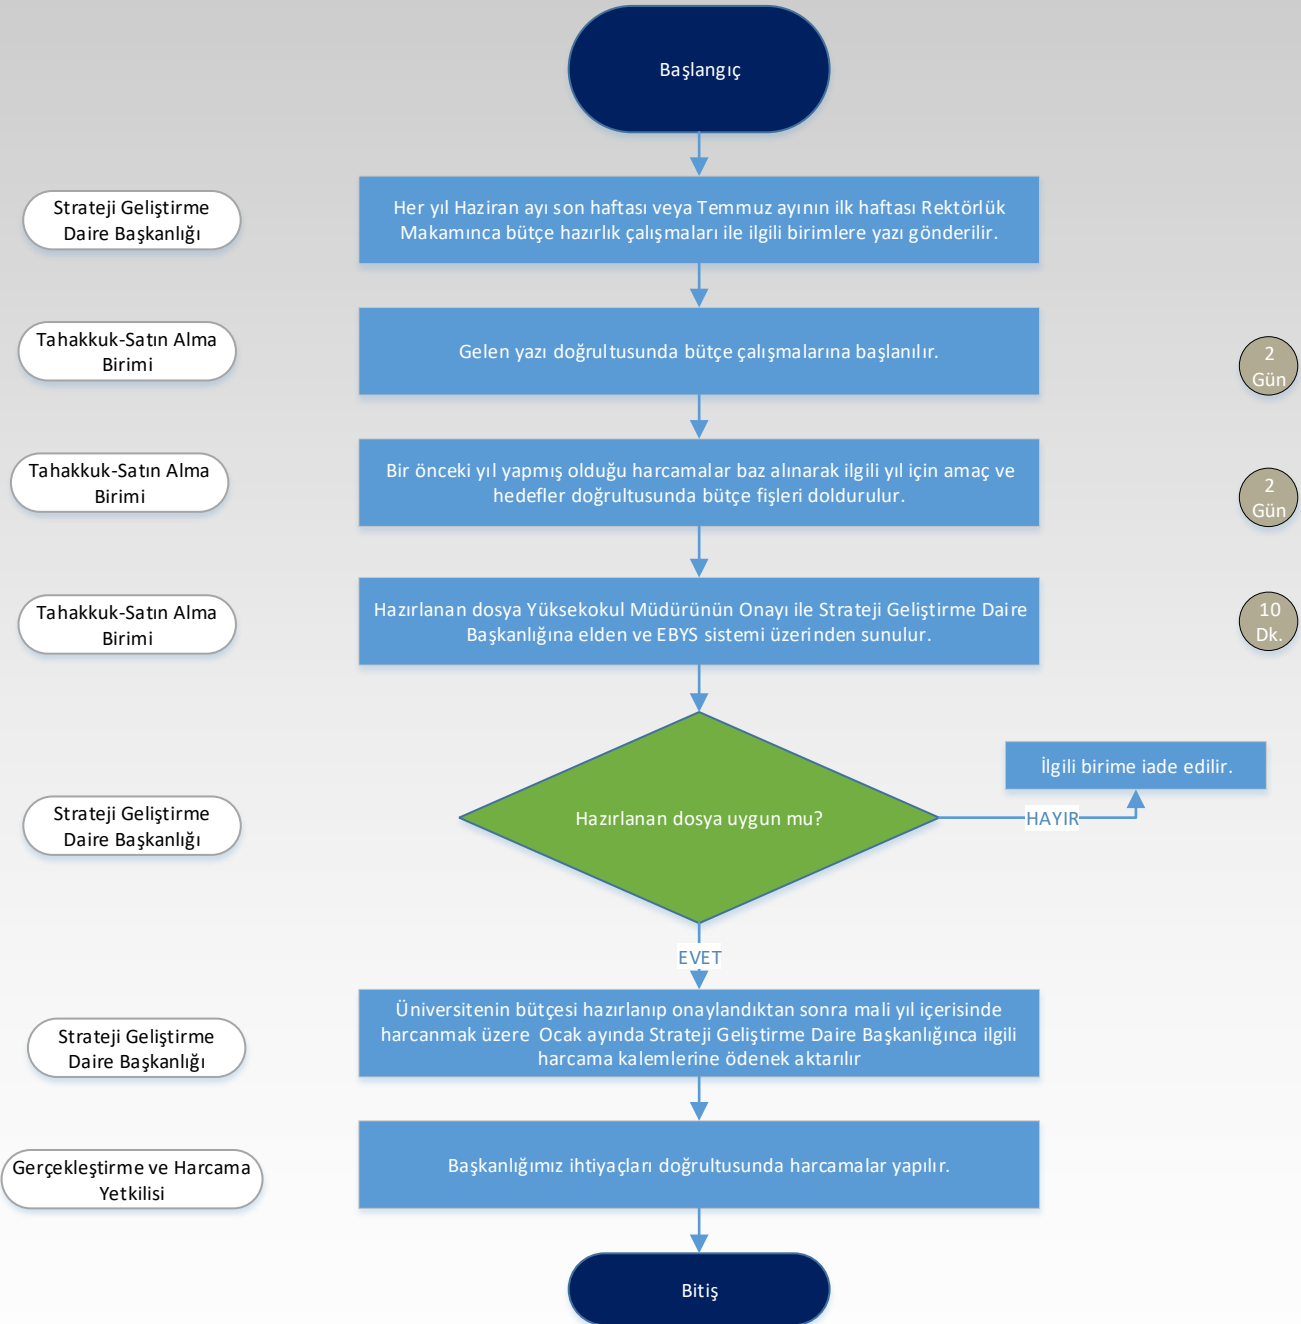 Başlangıç
Strateji Geliştirme
Daire Başkanlığı
Her yıl Haziran ayı son haftası veya Temmuz ayının ilk haftası Rektörlük
Makamınca bütçe hazırlık çalışmaları ile ilgili birimlere yazı gönderilir.
Tahakkuk-Satın Alma
Birimi
Gelen yazı doğrultusunda bütçe çalışmalarına başlanılır.
2
Gün
Tahakkuk-Satın Alma
Birimi
Bir önceki yıl yapmış olduğu harcamalar baz alınarak ilgili yıl için amaç ve
hedefler doğrultusunda bütçe fişleri doldurulur.
2
Gün
Tahakkuk-Satın Alma
Birimi
Hazırlanan dosya Yüksekokul Müdürünün Onayı ile Strateji Geliştirme Daire
Başkanlığına elden ve EBYS sistemi üzerinden sunulur.
10
Dk.
Strateji Geliştirme
Daire Başkanlığı
Hazırlanan dosya uygun mu?
HAYIR
İlgili birime iade edilir.
EVET
Strateji Geliştirme
Daire Başkanlığı
Üniversitenin bütçesi hazırlanıp onaylandıktan sonra mali yıl içerisinde
harcanmak üzere Ocak ayında Strateji Geliştirme Daire Başkanlığınca ilgili
harcama kalemlerine ödenek aktarılır
Gerçekleştirme ve Harcama
Yetkilisi
Başkanlığımız ihtiyaçları doğrultusunda harcamalar yapılır.
Bitiş